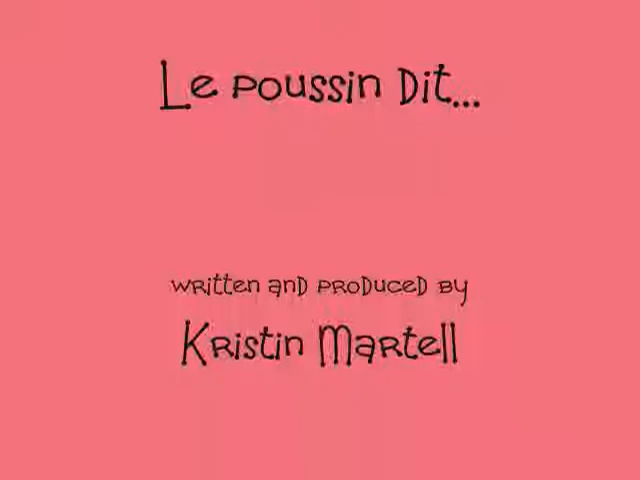 Le Poussin Dit...
written and produced by
Kristin Martell